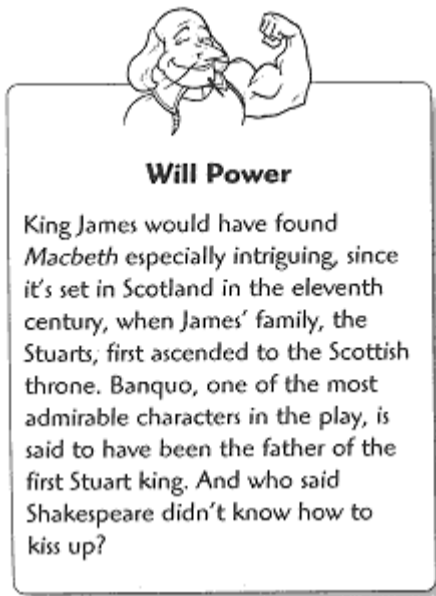 Will Power
King James would have found
Macbeth especially intriguing, since
it's set in Scotland in the eleventh
century, when James' family, the
Stuarts, first ascended to the Scottish
throne. Banquo, one of the most
admirable characters in the play, is
said to have been the father of the
first Stuart king. And who said
Shakespeare didn't know how to
kiss up?